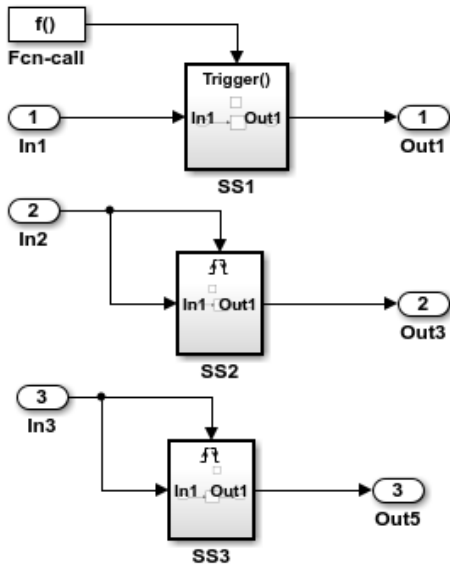 f()
Fcn-call
Trigger()
1
In1 Out1
1
In1
Out1
SS1
2
In2
In1 Out1
2
Out3
SS2
3
In3
In1 Out1
3
Out5
SS3